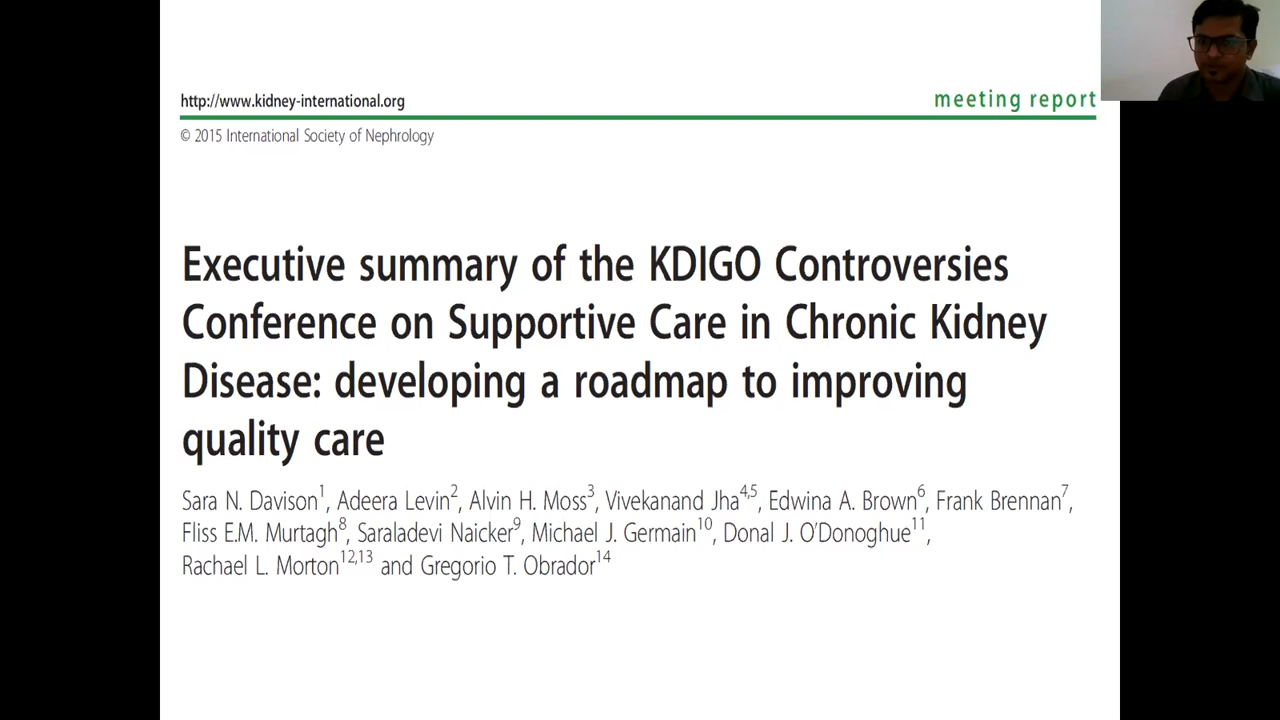 http://www.kidney-international.org
meeting report
© 2015 International Society of Nephrology
Executive summary of the KDIGO Controversies
Conference on Supportive Care in Chronic Kidney
Disease: developing a roadmap to improving
quality care
Sara N. Davison1, Adeera Levin2, Alvin H. Moss3, Vivekanand Jha4,5, Edwina A. Brown6, Frank Brennan7,
Fliss E.M. Murtagh8, Saraladevi Naicker9, Michael J. Germain10, Donal J. O'Donoghue11,
Rachael L. Morton12,13 and Gregorio T. Obrador14